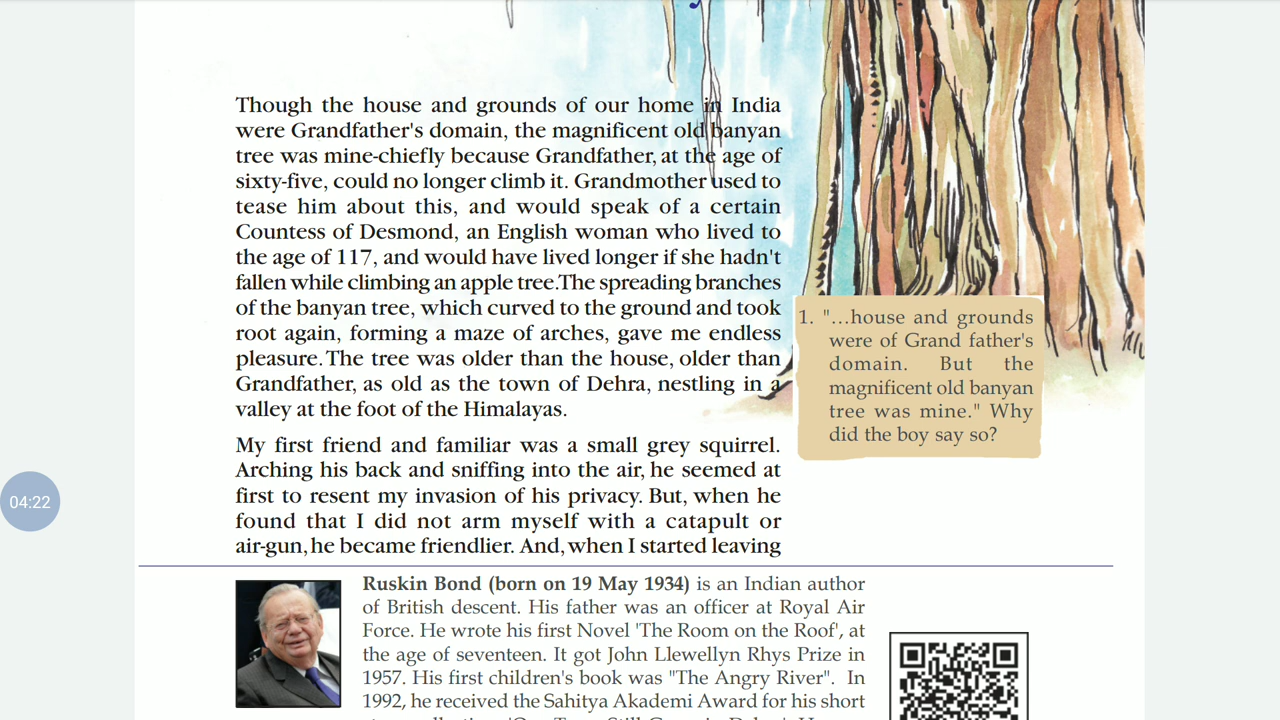 Though the house and grounds of our home in India
were Grandfather's domain, the magnificent old banyan
tree was mine-chiefly because Grandfather, at the age of
sixty-five, could no longer climb it. Grandmother used to
tease him about this, and would speak of a certain
Countess of Desmond, an English woman who lived to
the age of 117, and would have lived longer if she hadn't
fallen while climbing an apple tree.The spreading branches
of the banyan tree, which curved to the ground and took
root again, forming a maze of arches, gave me endless
pleasure. The tree was older than the house, older than
Grandfather, as old as the town of Dehra, nestling in a
valley at the foot of the Himalayas.
My first friend and familiar was a small grey squirrel.
Arching his back and sniffing into the air, he seemed at
first to resent my invasion of his privacy. But, when he
found that I did not arm myself with a catapult or
air-gun, he became friendlier. And, when I started leaving
1. "...house and grounds
were of Grand father's
domain. But the
magnificent old banyan
tree was mine." Why
did the boy say so?
04:22
Ruskin Bond (born on 19 May 1934) is an Indian author
of British descent. His father was an officer at Royal Air
Force. He wrote his first Novel 'The Room on the Roof', at
the age of seventeen. It got John Llewellyn Rhys Prize in
1957. His first children's book was "The Angry River". In
1992, he received the Sahitya Akademi Award for his short